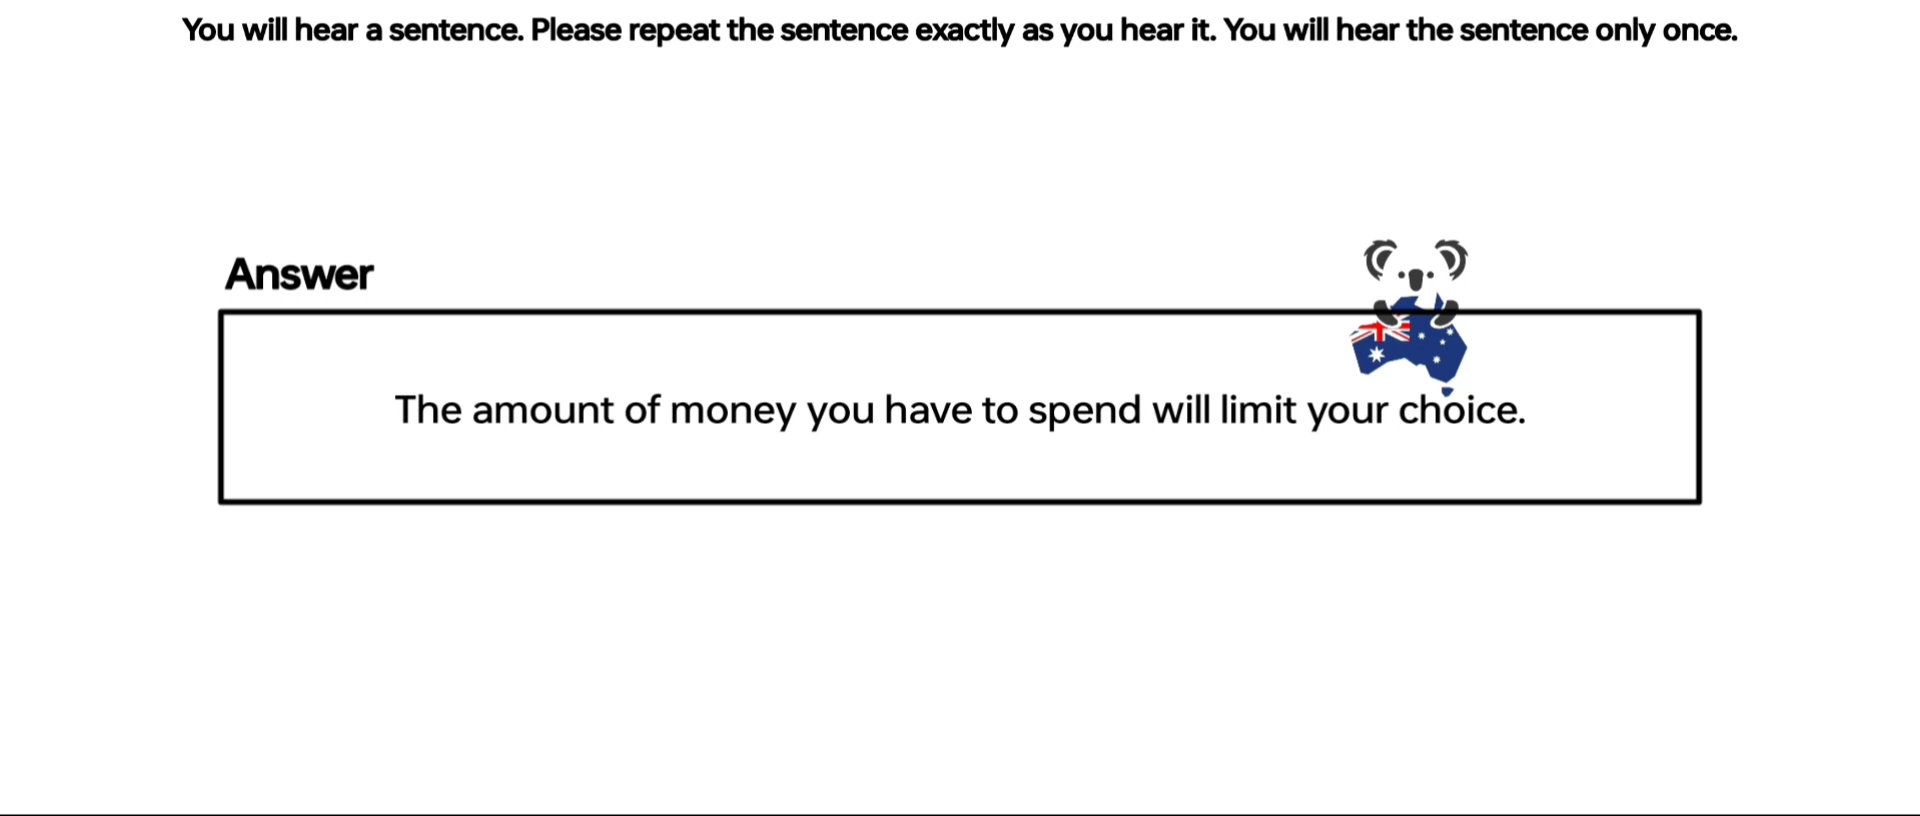 You will hear a sentence. Please repeat the sentence exactly as you hear it. You will hear the sentence only once.
Answer
The amount of money you have to spend will limit your choice.